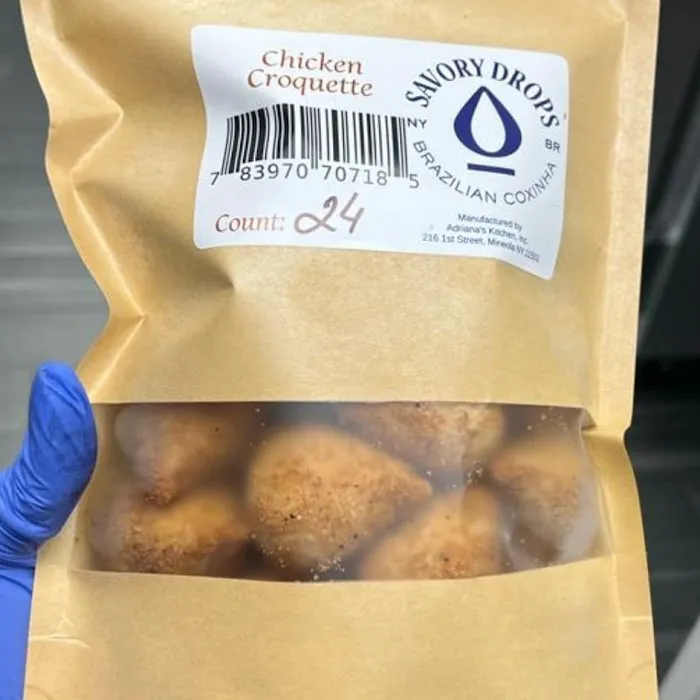 Chicken
Croquette
7 83970 70718 5
Count: 24
SAVORY DROPS
NY BR
BRAZILIAN COXINHA
Manufactured by
Adriana's Kitchen, Inc.
216 1st Street, Mineola NY